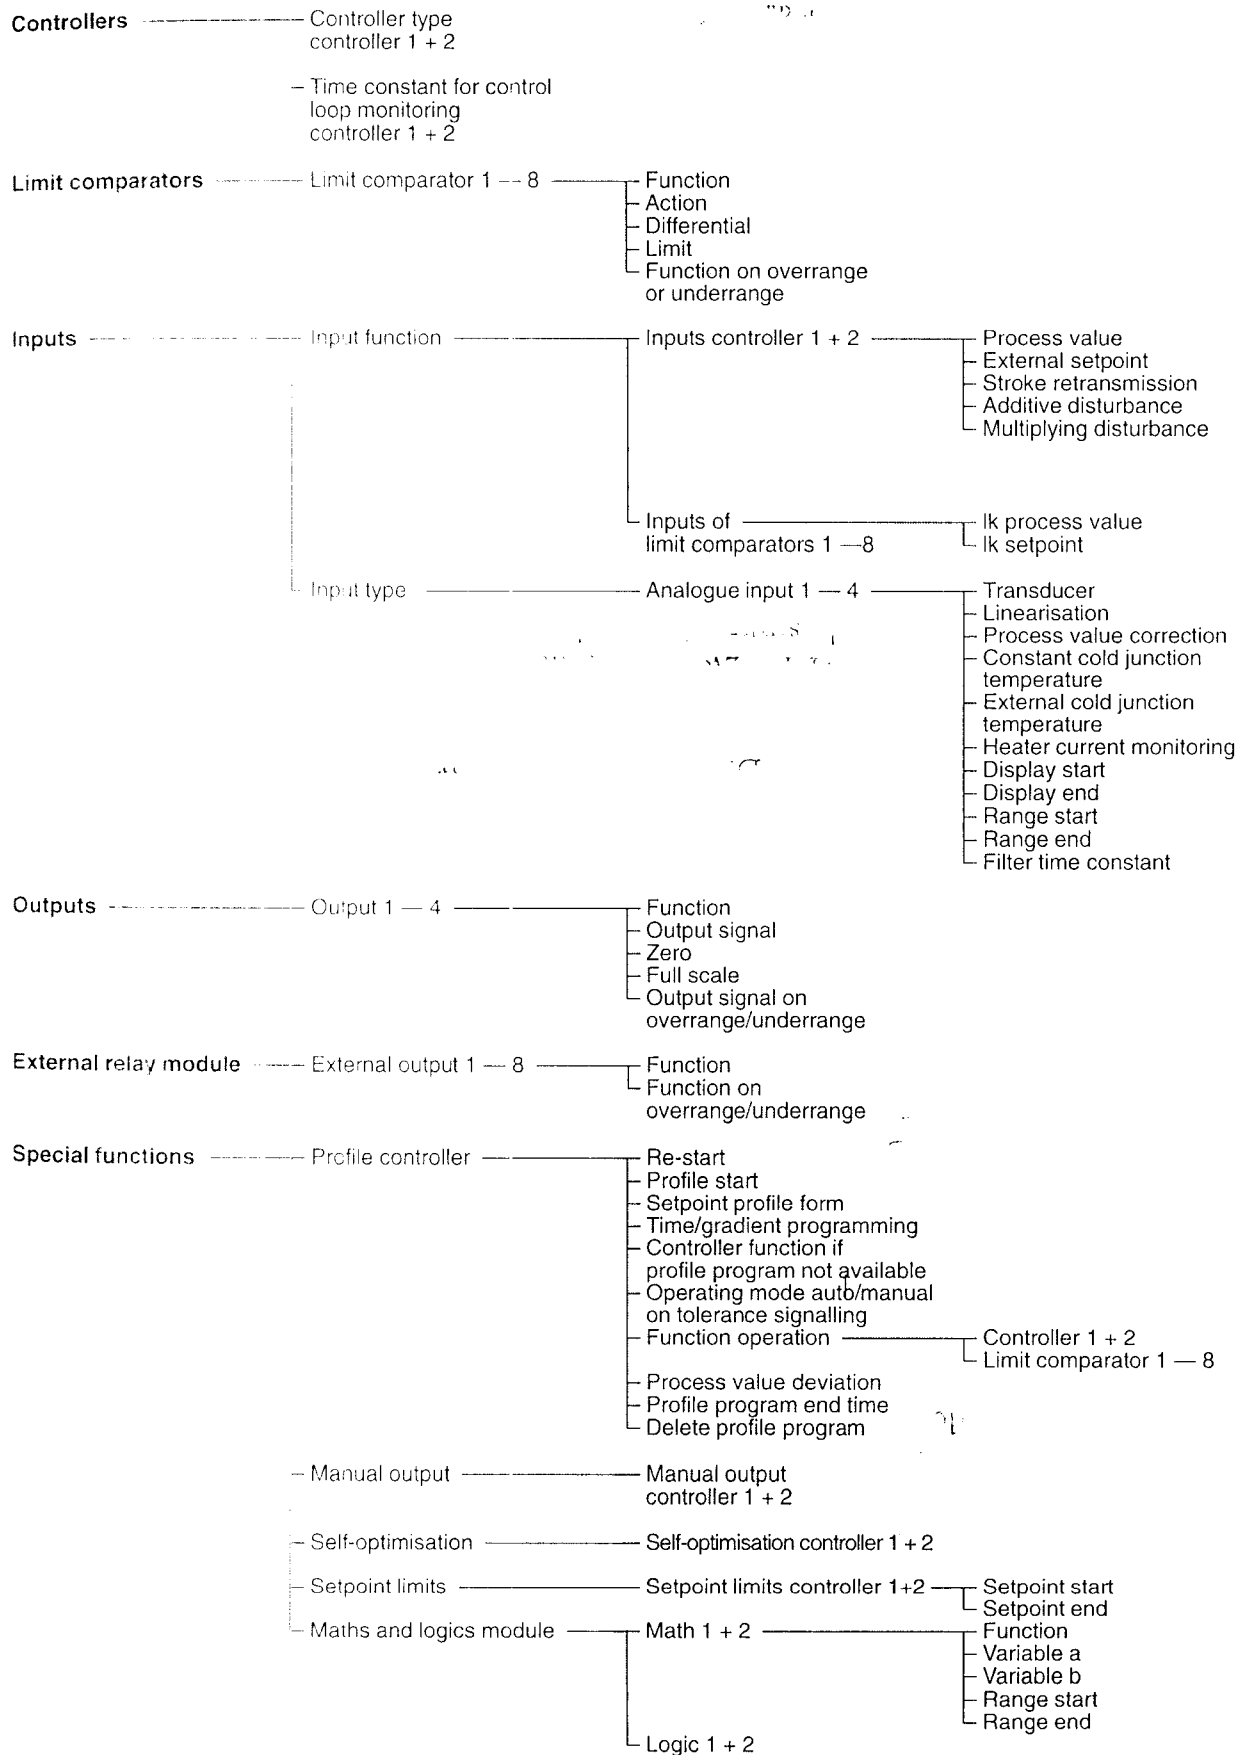 Controllers Controller type
controller 1 + 2
Time constant for control
loop monitoring
controller 1 + 2
Limit comparators Limit comparator 1 — 8 Function
Action
Differential
Limit
Function on overrange
or underrange
Inputs Input function Inputs controller 1 + 2 Process value
External setpoint
Stroke retransmission
Additive disturbance
Multiplying disturbance
Inputs of lk process value
limit comparators 1 —8 lk setpoint
Input type Analogue input 1 — 4 Transducer
Linearisation
Process value correction
Constant cold junction
temperature
External cold junction
temperature
Heater current monitoring
Display start
Display end
Range start
Range end
Filter time constant
Outputs Output 1 — 4 Function
Output signal
Zero
Full scale
Output signal on
overrange/underrange
External relay module External output 1 — 8 Function
Function on
overrange/underrange
Special functions Profile controller Re-start
Profile start
Setpoint profile form
Time/gradient programming
Controller function if
profile program not available
Operating mode auto/manual
on tolerance signalling
Function operation Controller 1 + 2
Limit comparator 1 — 8
Process value deviation
Profile program end time
Delete profile program
Manual output Manual output
controller 1 + 2
Self-optimisation Self-optimisation controller 1 + 2
Setpoint limits Setpoint limits controller 1+2 Setpoint start
Setpoint end
Maths and logics module Math 1 + 2 Function
Variable a
Variable b
Range start
Range end
Logic 1 + 2